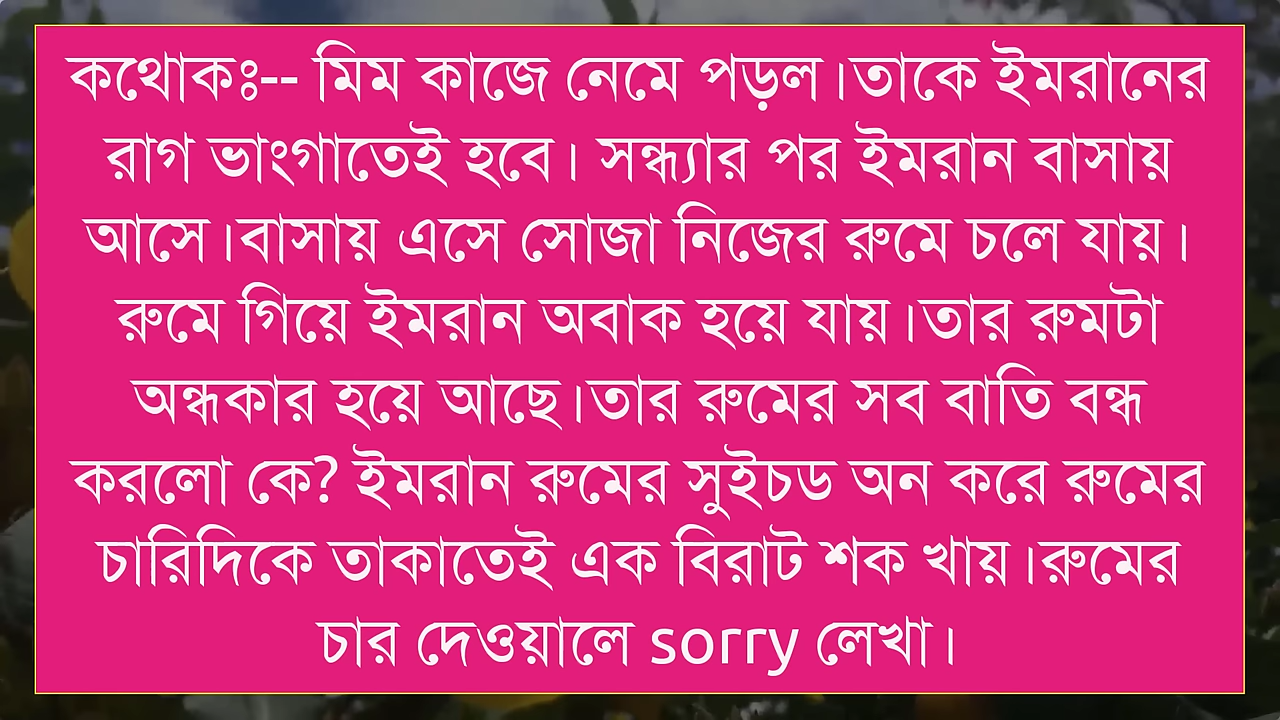 কথোকঃ-- মিম কাজে নেমে পড়ল।তাকে ইমরানের
রাগ ভাংগাতেই হবে। সন্ধ্যার পর ইমরান বাসায়
আসে।বাসায় এসে সোজা নিজের রুমে চলে যায়।
রুমে গিয়ে ইমরান অবাক হয়ে যায়।তার রুমটা
অন্ধকার হয়ে আছে।তার রুমের সব বাতি বন্ধ
করলো কে? ইমরান রুমের সুইচড অন করে রুমের
চারিদিকে তাকাতেই এক বিরাট শক খায়।রুমের
চার দেওয়ালে sorry লেখা।